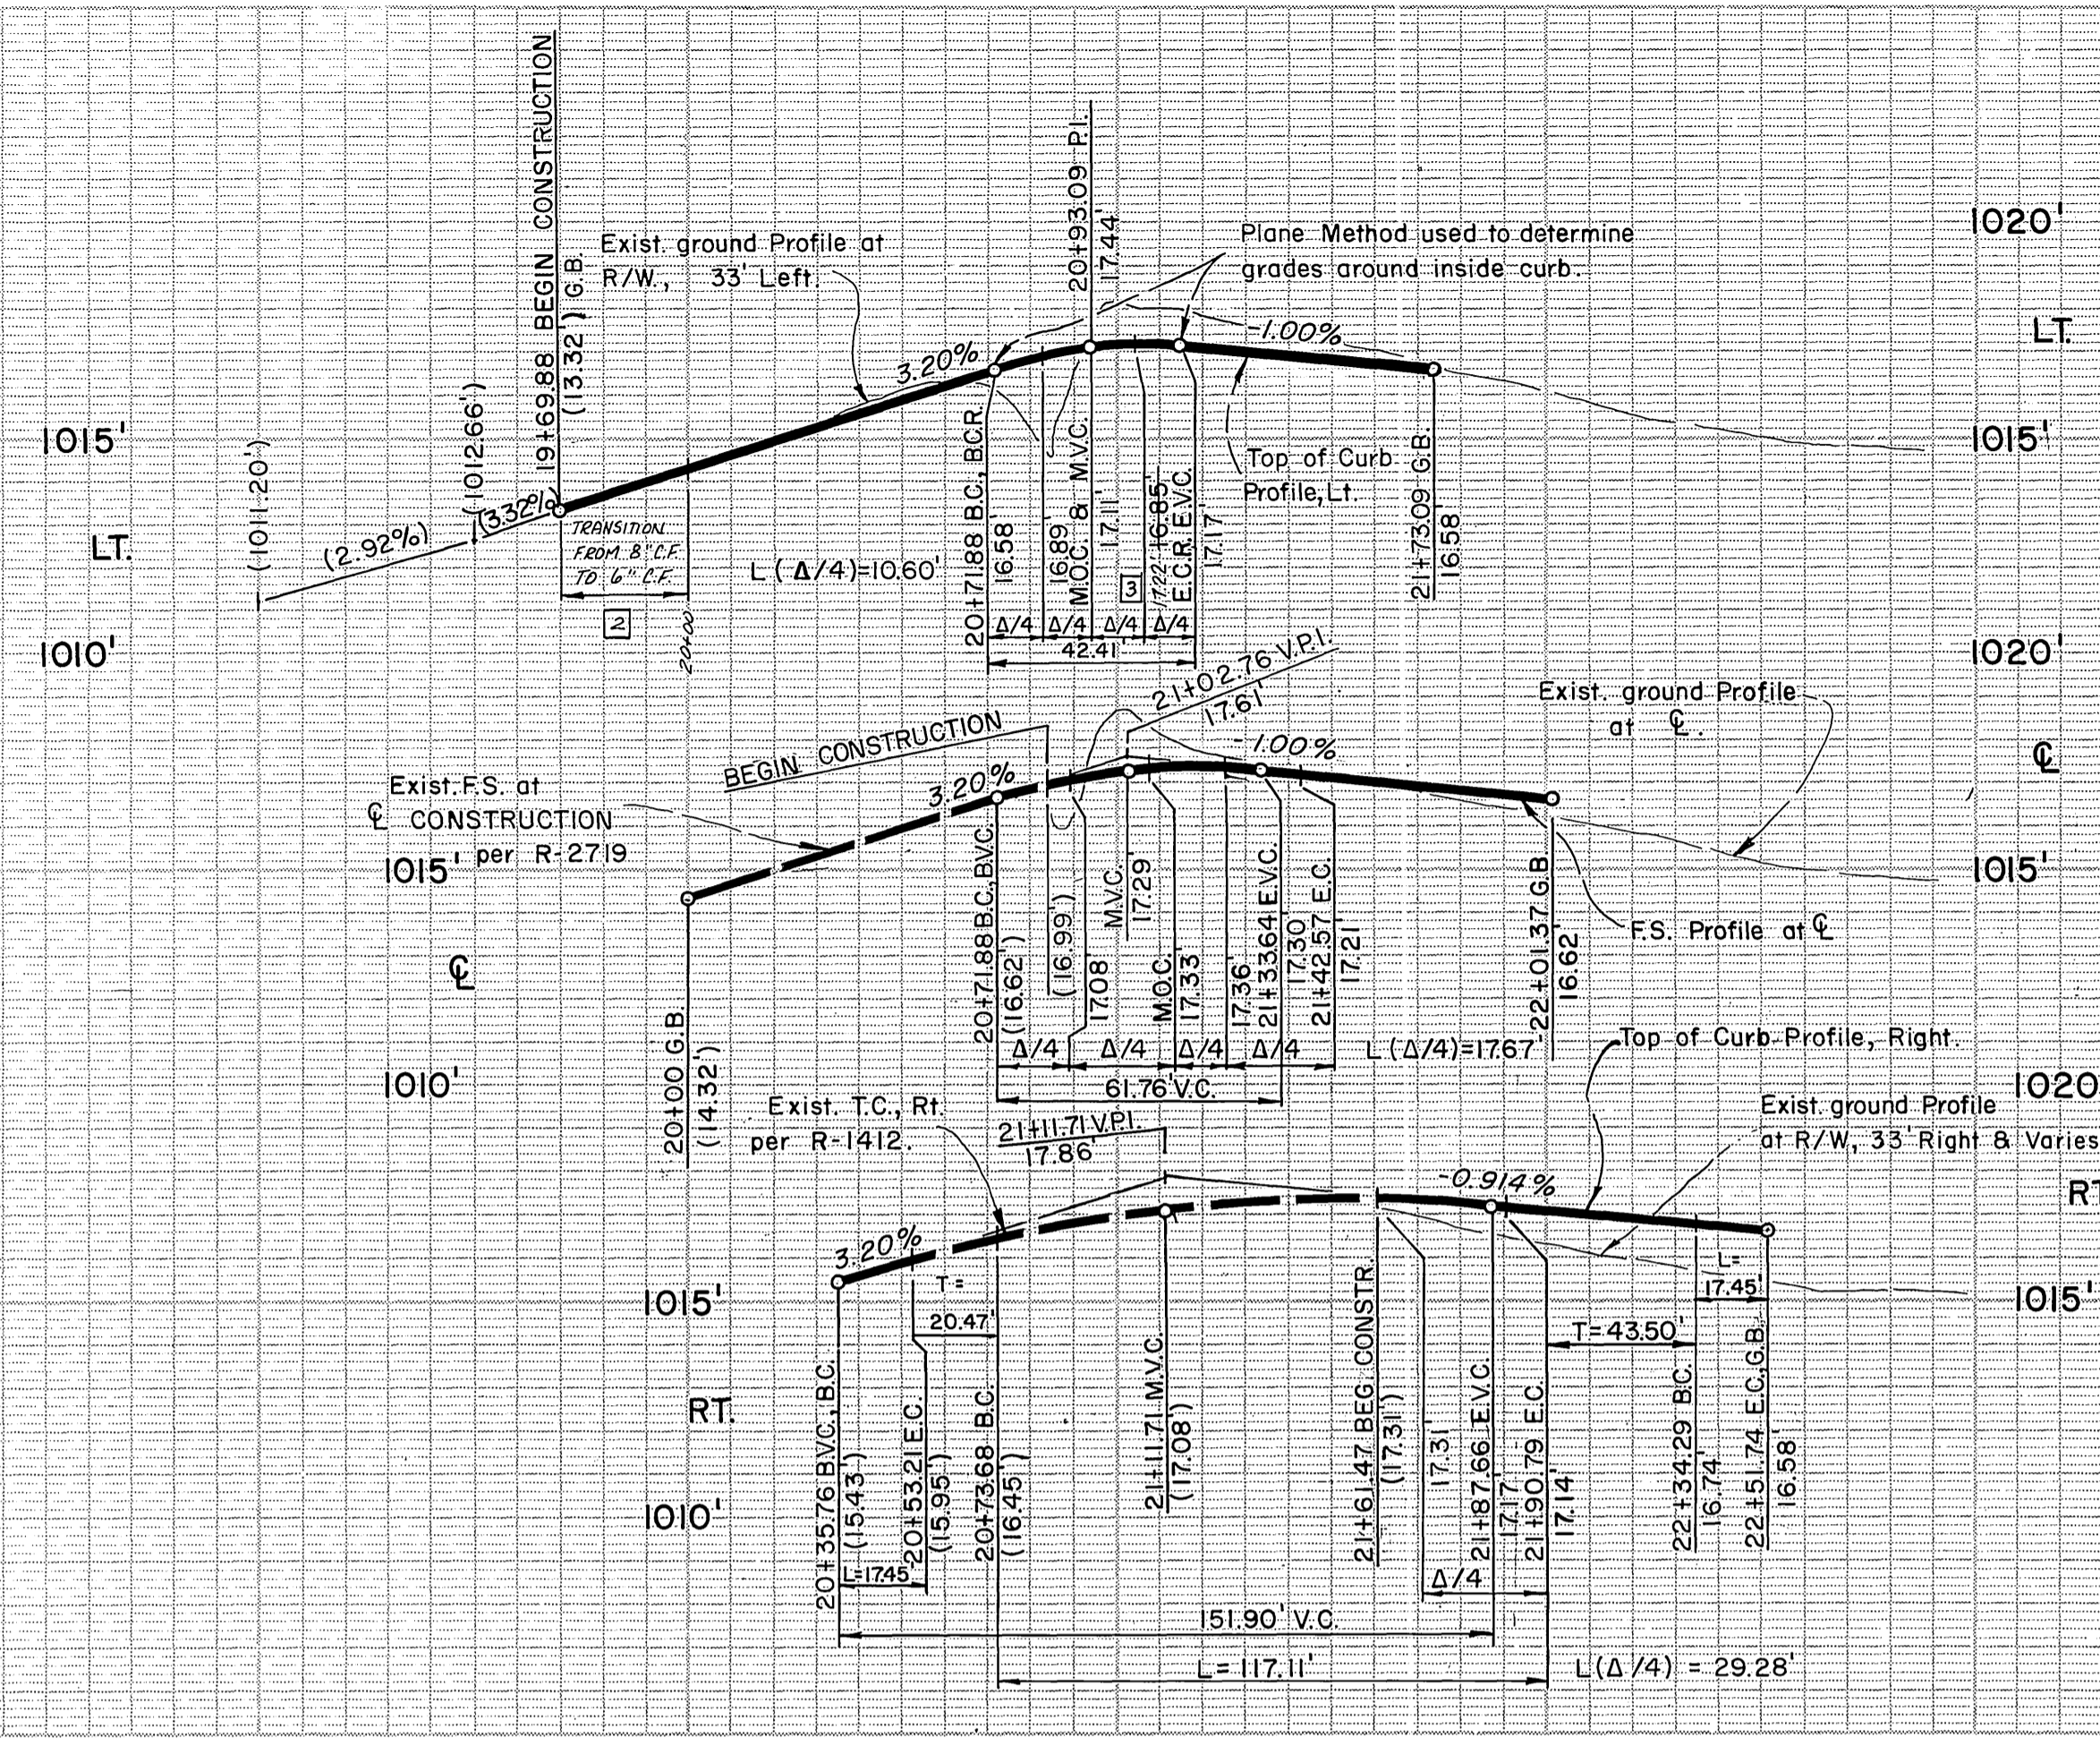 19+69.88 BEGIN CONSTRUCTION
(13.32') G.B.
Exist. ground Profile at
R/W., 33' Left.
20+93.09 P.I.
17.44'
Plane Method used to determine
grades around inside curb.
1020'
LT.
-1.00%
3.20%
1015'
(1011.20')
(1012.66')
(2.92%)
(3.32%)
LT.
TRANSITION
FROM 8" C.F.
TO 6" C.F.
2
20+00
L (Δ/4)=10.60'
20+71.88 B.C., B.C.R.
16.58'
16.89'
M.O.C. & M.V.C.
17.11'
3
17.22 16.85'
E.C.R. E.V.C.
17.17'
Top of Curb
Profile, Lt.
21+73.09 G.B.
16.58'
1015'
Δ/4 Δ/4 Δ/4 Δ/4
42.41'
1010'
1020'
21+02.76 V.P.I.
17.61'
BEGIN CONSTRUCTION
Exist. ground Profile
at ℄.
℄
-1.00%
3.20%
Exist. F.S. at
℄ CONSTRUCTION
per R-2719
1015'
1015'
20+71.88 B.C., B.V.C.
(16.62')
(16.99')
17.08'
M.V.C.
17.29'
M.O.C.
17.33'
17.36'
21+33.64 E.V.C.
17.30'
21+42.57 E.C.
17.21'
22+01.37 G.B.
16.62'
F.S. Profile at ℄
℄
20+00 G.B.
(14.32')
Δ/4 Δ/4 Δ/4 Δ/4
L (Δ/4)=17.67'
61.76' V.C.
1010'
Top of Curb Profile, Right.
1020
Exist. T.C., Rt.
per R-1412.
21+11.71 V.P.I.
17.86'
Exist. ground Profile
at R/W, 33' Right & Varies
-0.914%
RT
3.20%
T=
20.47'
1015'
L=
17.45'
1015'
T=43.50'
RT.
20+35.76 B.V.C., B.C.
(15.43')
20+53.21 E.C.
(15.95')
20+73.68 B.C.
(16.45')
21+11.71 M.V.C.
(17.08')
21+61.47 BEG. CONSTR.
(17.31')
17.31'
21+87.66 E.V.C.
17.17'
21+90.79 E.C.
17.14'
22+34.29 B.C.
16.74'
22+51.74 E.C., G.B.
16.58'
1010'
L=17.45'
Δ/4
151.90' V.C.
L= 117.11'
L(Δ/4) = 29.28'